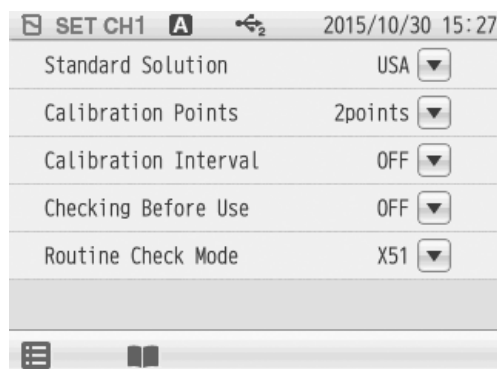 SET CH1 A 2 2015/10/30 15:27
Standard Solution USA
Calibration Points 2points
Calibration Interval OFF
Checking Before Use OFF
Routine Check Mode X51